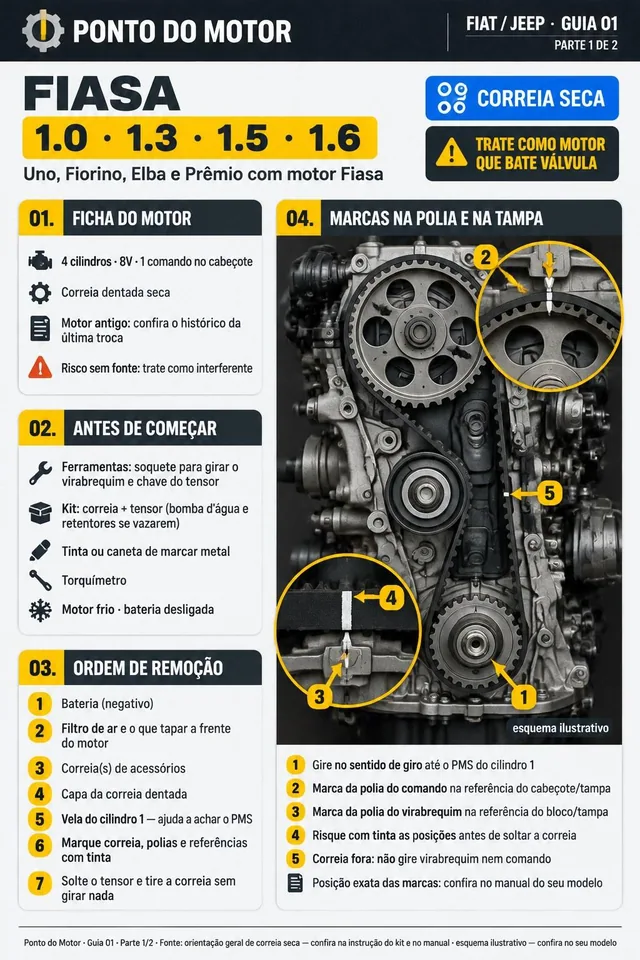 PONTO DO MOTOR
FIAT / JEEP · GUIA 01
PARTE 1 DE 2
FIASA
1.0 · 1.3 · 1.5 · 1.6
Uno, Fiorino, Elba e Prêmio com motor Fiasa
CORREIA SECA
TRATE COMO MOTOR
QUE BATE VÁLVULA
01. FICHA DO MOTOR
4 cilindros · 8V · 1 comando no cabeçote
Correia dentada seca
Motor antigo: confira o histórico da
última troca
Risco sem fonte: trate como interferente
02. ANTES DE COMEÇAR
Ferramentas: soquete para girar o
virabrequim e chave do tensor
Kit: correia + tensor (bomba d'água e
retentores se vazarem)
Tinta ou caneta de marcar metal
Torquímetro
Motor frio · bateria desligada
03. ORDEM DE REMOÇÃO
1 Bateria (negativo)
2 Filtro de ar e o que tapar a frente
do motor
3 Correia(s) de acessórios
4 Capa da correia dentada
5 Vela do cilindro 1 — ajuda a achar o PMS
6 Marque correia, polias e referências
com tinta
7 Solte o tensor e tire a correia sem
girar nada
04. MARCAS NA POLIA E NA TAMPA
2
5
4
3
1
esquema ilustrativo
1 Gire no sentido de giro até o PMS do cilindro 1
2 Marca da polia do comando na referência do cabeçote/tampa
3 Marca da polia do virabrequim na referência do bloco/tampa
4 Risque com tinta as posições antes de soltar a correia
5 Correia fora: não gire virabrequim nem comando
Posição exata das marcas: confira no manual do seu modelo
Ponto do Motor · Guia 01 · Parte 1/2 · Fonte: orientação geral de correia seca — confira na instrução do kit e no manual · esquema ilustrativo — confira no seu modelo